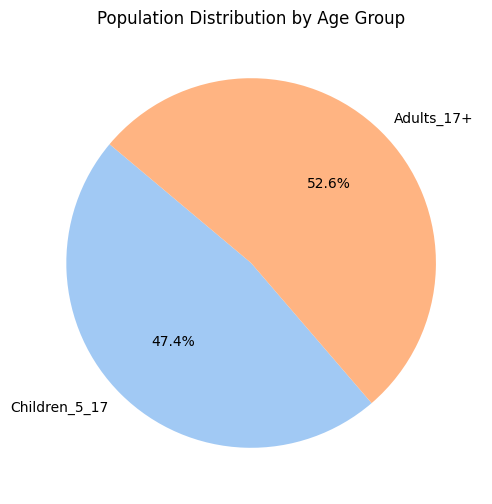 Population Distribution by Age Group
Adults_17+
52.6%
47.4%
Children_5_17